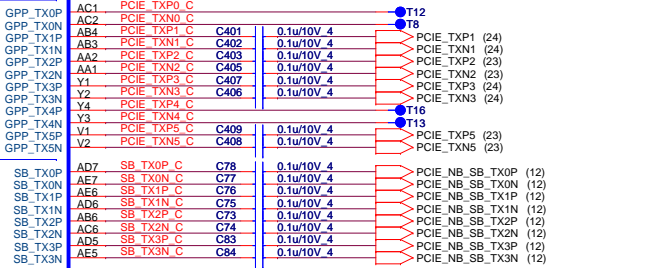 GPP_TX0P AC1 PCIE_TXP0_C T12
GPP_TX0N AC2 PCIE_TXN0_C T8
GPP_TX1P AB4 PCIE_TXP1_C C401 0.1u/10V_4 PCIE_TXP1 (24)
GPP_TX1N AB3 PCIE_TXN1_C C402 0.1u/10V_4 PCIE_TXN1 (24)
GPP_TX2P AA2 PCIE_TXP2_C C403 0.1u/10V_4 PCIE_TXP2 (23)
GPP_TX2N AA1 PCIE_TXN2_C C405 0.1u/10V_4 PCIE_TXN2 (23)
GPP_TX3P Y1 PCIE_TXP3_C C407 0.1u/10V_4 PCIE_TXP3 (24)
GPP_TX3N Y2 PCIE_TXN3_C C406 0.1u/10V_4 PCIE_TXN3 (24)
GPP_TX4P Y4 PCIE_TXP4_C T16
GPP_TX4N Y3 PCIE_TXN4_C T13
GPP_TX5P V1 PCIE_TXP5_C C409 0.1u/10V_4 PCIE_TXP5 (23)
GPP_TX5N V2 PCIE_TXN5_C C408 0.1u/10V_4 PCIE_TXN5 (23)
SB_TX0P AD7 SB_TX0P_C C78 0.1u/10V_4 PCIE_NB_SB_TX0P (12)
SB_TX0N AE7 SB_TX0N_C C77 0.1u/10V_4 PCIE_NB_SB_TX0N (12)
SB_TX1P AE6 SB_TX1P_C C76 0.1u/10V_4 PCIE_NB_SB_TX1P (12)
SB_TX1N AD6 SB_TX1N_C C75 0.1u/10V_4 PCIE_NB_SB_TX1N (12)
SB_TX2P AB6 SB_TX2P_C C73 0.1u/10V_4 PCIE_NB_SB_TX2P (12)
SB_TX2N AC6 SB_TX2N_C C74 0.1u/10V_4 PCIE_NB_SB_TX2N (12)
SB_TX3P AD5 SB_TX3P_C C83 0.1u/10V_4 PCIE_NB_SB_TX3P (12)
SB_TX3N AE5 SB_TX3N_C C84 0.1u/10V_4 PCIE_NB_SB_TX3N (12)